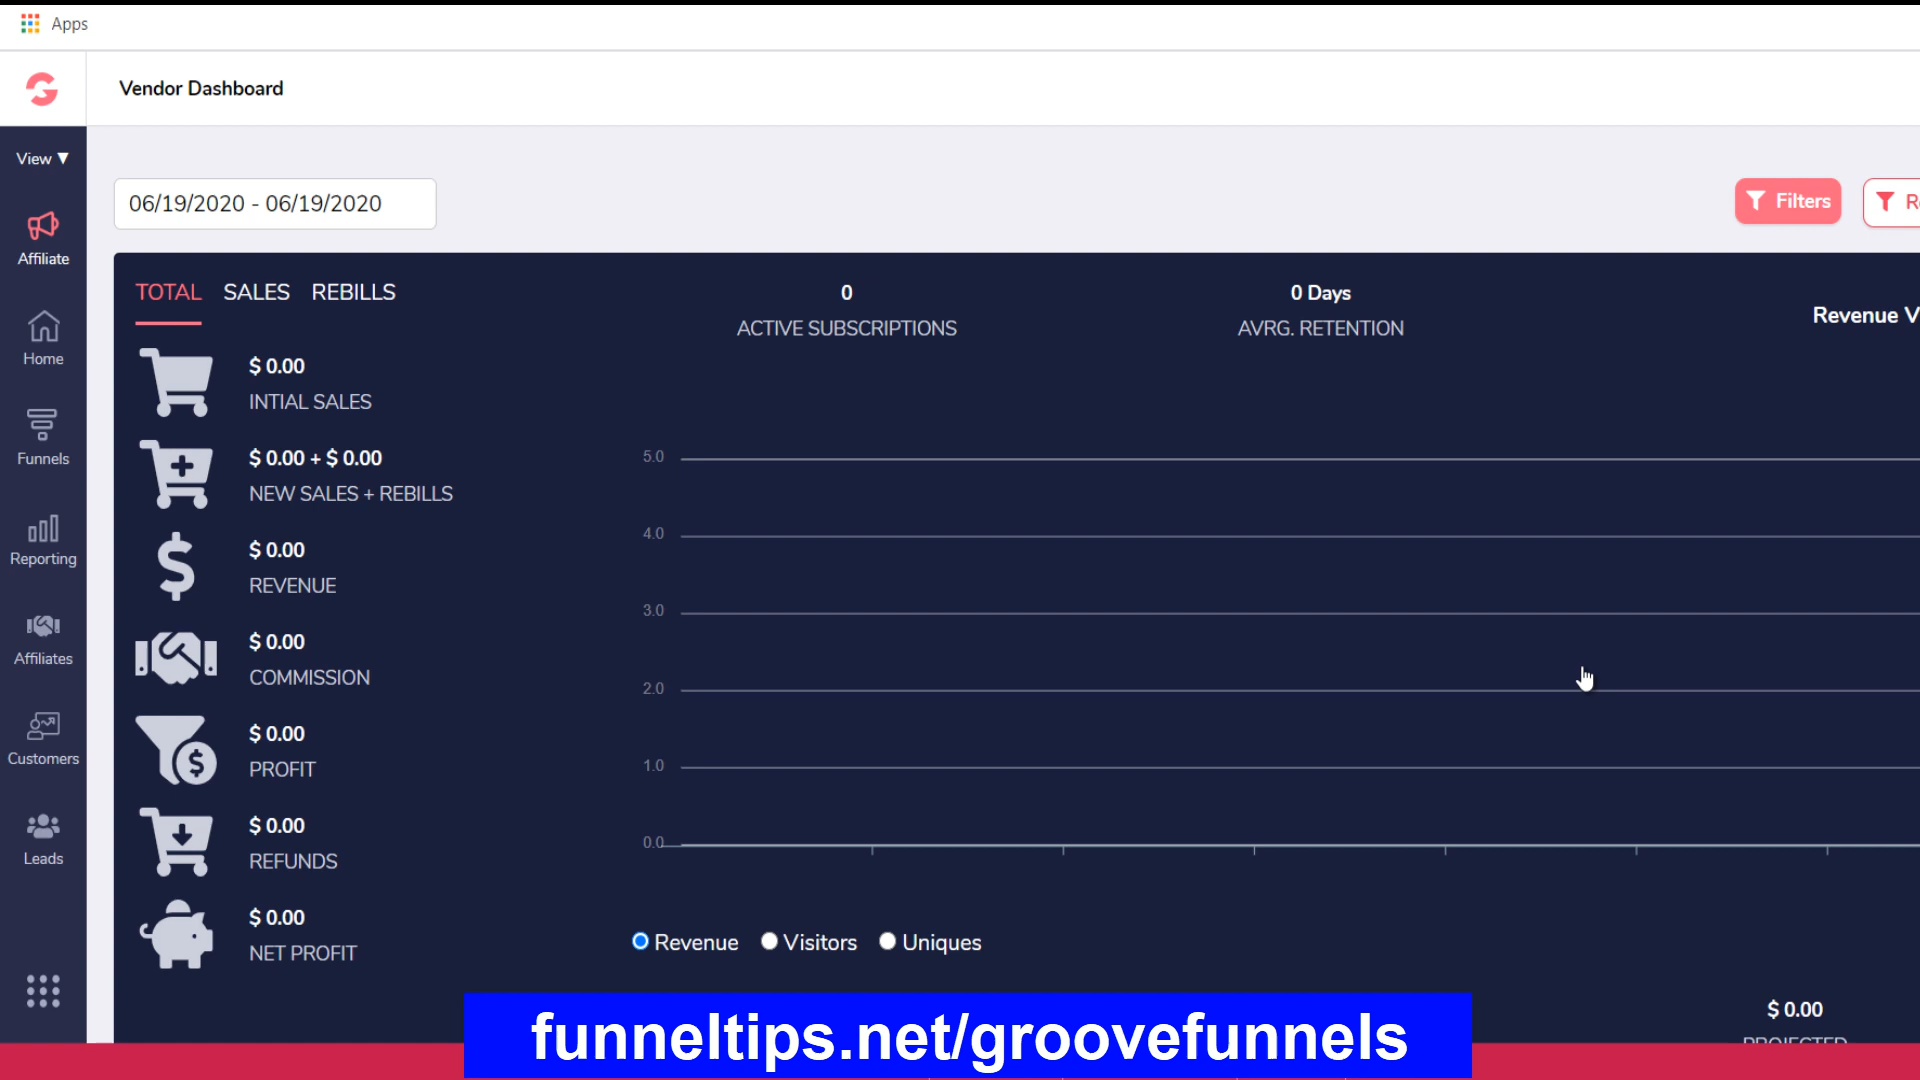 Apps
Vendor Dashboard
View ▼
06/19/2020 - 06/19/2020
Filters
Affiliate
TOTAL SALES REBILLS
0
ACTIVE SUBSCRIPTIONS
0 Days
AVRG. RETENTION
Revenue V
Home
$ 0.00
INTIAL SALES
Funnels
$ 0.00 + $ 0.00
NEW SALES + REBILLS
Reporting
$ 0.00
REVENUE
Affiliates
$ 0.00
COMMISSION
Customers
$ 0.00
PROFIT
Leads
$ 0.00
REFUNDS
$ 0.00
NET PROFIT
5.0
4.0
3.0
2.0
1.0
0.0
Revenue Visitors Uniques
$ 0.00
PROJECTED
funneltips.net/groovefunnels